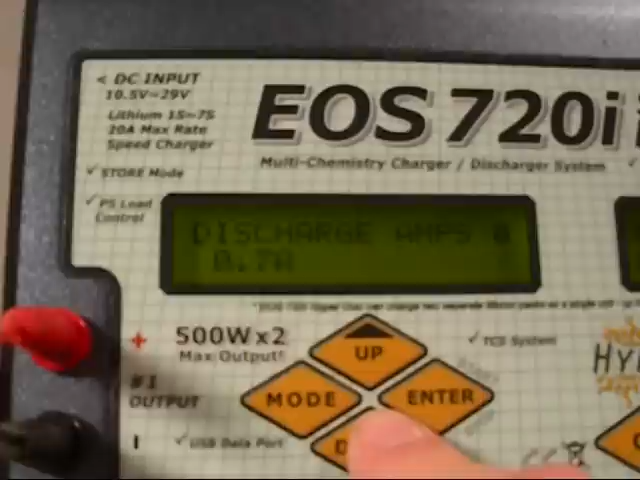 < DC INPUT
10.5V~29V
Lithium 1S~7S
20A Max Rate
Speed Charger
✓ STORE Mode
✓ PS Load
Control
EOS 720i
Multi-Chemistry Charger / Discharger System
DISCHARGE AMPS
0.7A
+
500W x2
Max Output!
✓ TCS System
UP
MODE
ENTER
# 1
OUTPUT
✓ USB Data Port
HY
CE